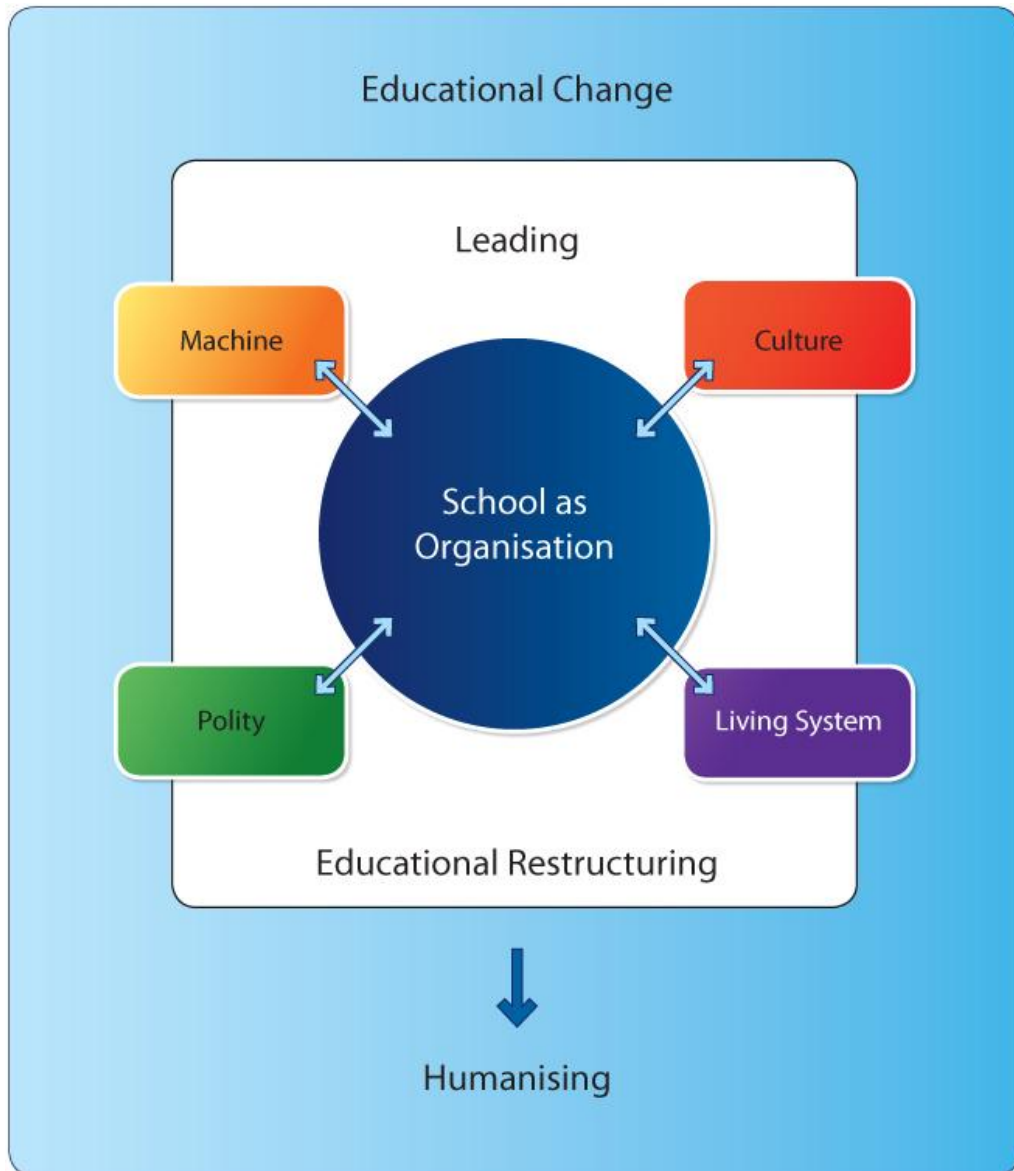 Educational Change
Leading
Machine
Culture
School as
Organisation
Polity
Living System
Educational Restructuring
Humanising